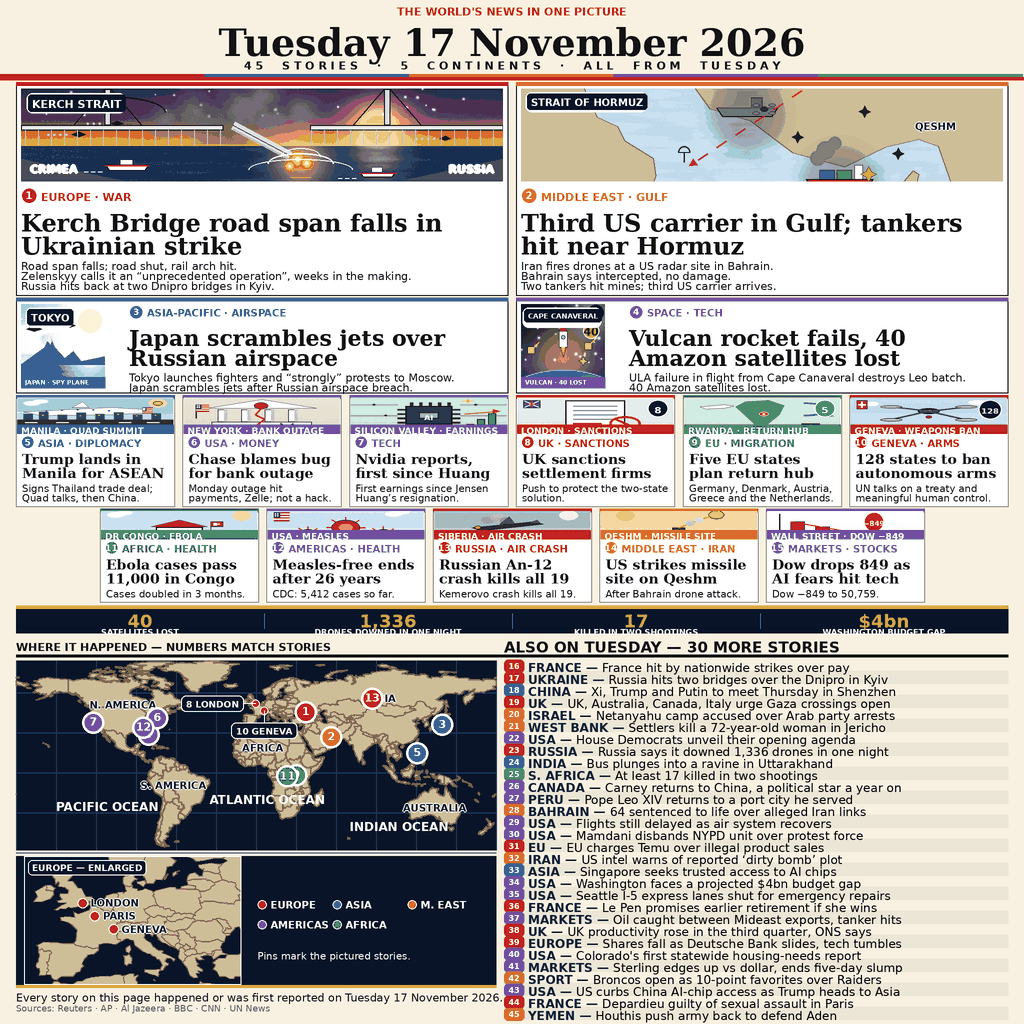 THE WORLD'S NEWS IN ONE PICTURE
Tuesday 17 November 2026
45 STORIES · 5 CONTINENTS · ALL FROM TUESDAY
KERCH STRAIT
CRIMEA
RUSSIA
1 EUROPE · WAR
Kerch Bridge road span falls in
Ukrainian strike
Road span falls; road shut, rail arch hit.
Zelenskyy calls it an “unprecedented operation”, weeks in the making.
Russia hits back at two Dnipro bridges in Kyiv.
STRAIT OF HORMUZ
QESHM
2 MIDDLE EAST · GULF
Third US carrier in Gulf; tankers
hit near Hormuz
Iran fires drones at a US radar site in Bahrain.
Bahrain says intercepted, no damage.
Two tankers hit mines; third US carrier arrives.
TOKYO
JAPAN · SPY PLANE
3 ASIA-PACIFIC · AIRSPACE
Japan scrambles jets over
Russian airspace
Tokyo launches fighters and “strongly” protests to Moscow.
Japan scrambles jets after Russian airspace breach.
CAPE CANAVERAL
40
VULCAN · 40 LOST
4 SPACE · TECH
Vulcan rocket fails, 40
Amazon satellites lost
ULA failure in flight from Cape Canaveral destroys Leo batch.
40 Amazon satellites lost.
MANILA · QUAD SUMMIT
5 ASIA · DIPLOMACY
Trump lands in
Manila for ASEAN
Signs Thailand trade deal;
Quad talks, then China.
NEW YORK · BANK OUTAGE
6 USA · MONEY
Chase blames bug
for bank outage
Monday outage hit
payments, Zelle; not a hack.
AI
SILICON VALLEY · EARNINGS
7 TECH
Nvidia reports,
first since Huang
First earnings since Jensen
Huang's resignation.
8
LONDON · SANCTIONS
8 UK · SANCTIONS
UK sanctions
settlement firms
Push to protect the two-state
solution.
5
RWANDA · RETURN HUB
9 EU · MIGRATION
Five EU states
plan return hub
Germany, Denmark, Austria,
Greece and the Netherlands.
128
GENEVA · WEAPONS BAN
10 GENEVA · ARMS
128 states to ban
autonomous arms
UN talks on a treaty and
meaningful human control.
DR CONGO · EBOLA
11 AFRICA · HEALTH
Ebola cases pass
11,000 in Congo
Cases doubled in 3 months.
USA · MEASLES
12 AMERICAS · HEALTH
Measles-free ends
after 26 years
CDC: 5,412 cases so far.
SIBERIA · AIR CRASH
13 RUSSIA · AIR CRASH
Russian An-12
crash kills all 19
Kemerovo crash kills all 19.
QESHM · MISSILE SITE
14 MIDDLE EAST · IRAN
US strikes missile
site on Qeshm
After Bahrain drone attack.
−849
WALL STREET · DOW −849
15 MARKETS · STOCKS
Dow drops 849 as
AI fears hit tech
Dow −849 to 50,759.
40
SATELLITES LOST
1,336
DRONES DOWNED IN ONE NIGHT
17
KILLED IN TWO SHOOTINGS
$4bn
WASHINGTON BUDGET GAP
WHERE IT HAPPENED — NUMBERS MATCH STORIES
N. AMERICA
7
6
12
8 LONDON
10 GENEVA
1
13
IA
3
2
5
AFRICA
11
S. AMERICA
PACIFIC OCEAN
ATLANTIC OCEAN
INDIAN OCEAN
AUSTRALIA
EUROPE — ENLARGED
LONDON
PARIS
GENEVA
EUROPE
ASIA
M. EAST
AMERICAS
AFRICA
Pins mark the pictured stories.
Every story on this page happened or was first reported on Tuesday 17 November 2026.
Sources: Reuters · AP · Al Jazeera · BBC · CNN · UN News
ALSO ON TUESDAY — 30 MORE STORIES
16 FRANCE — France hit by nationwide strikes over pay
17 UKRAINE — Russia hits two bridges over the Dnipro in Kyiv
18 CHINA — Xi, Trump and Putin to meet Thursday in Shenzhen
19 UK — UK, Australia, Canada, Italy urge Gaza crossings open
20 ISRAEL — Netanyahu camp accused over Arab party arrests
21 WEST BANK — Settlers kill a 72-year-old woman in Jericho
22 USA — House Democrats unveil their opening agenda
23 RUSSIA — Russia says it downed 1,336 drones in one night
24 INDIA — Bus plunges into a ravine in Uttarakhand
25 S. AFRICA — At least 17 killed in two shootings
26 CANADA — Carney returns to China, a political star a year on
27 PERU — Pope Leo XIV returns to a port city he served
28 BAHRAIN — 64 sentenced to life over alleged Iran links
29 USA — Flights still delayed as air system recovers
30 USA — Mamdani disbands NYPD unit over protest force
31 EU — EU charges Temu over illegal product sales
32 IRAN — US intel warns of reported ‘dirty bomb’ plot
33 ASIA — Singapore seeks trusted access to AI chips
34 USA — Washington faces a projected $4bn budget gap
35 USA — Seattle I-5 express lanes shut for emergency repairs
36 FRANCE — Le Pen promises earlier retirement if she wins
37 MARKETS — Oil caught between Mideast exports, tanker hits
38 UK — UK productivity rose in the third quarter, ONS says
39 EUROPE — Shares fall as Deutsche Bank slides, tech tumbles
40 USA — Colorado's first statewide housing-needs report
41 MARKETS — Sterling edges up vs dollar, ends five-day slump
42 SPORT — Broncos open as 10-point favorites over Raiders
43 USA — US curbs China AI-chip access as Trump heads to Asia
44 FRANCE — Depardieu guilty of sexual assault in Paris
45 YEMEN — Houthis push army back to defend Aden